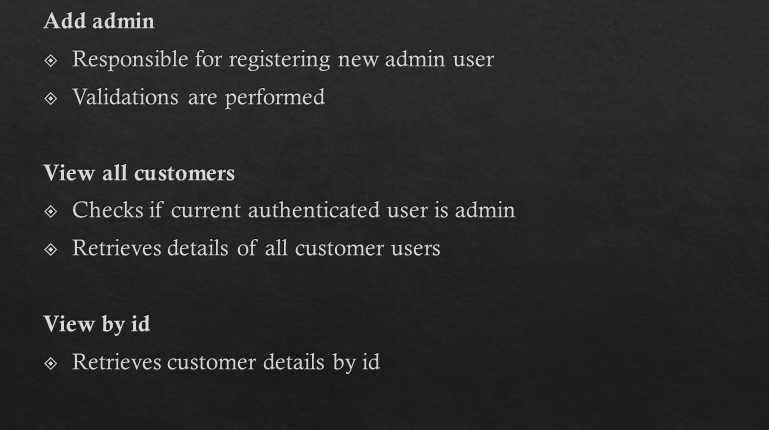 Add admin
Responsible for registering new admin user
Validations are performed
View all customers
Checks if current authenticated user is admin
Retrieves details of all customer users
View by id
Retrieves customer details by id